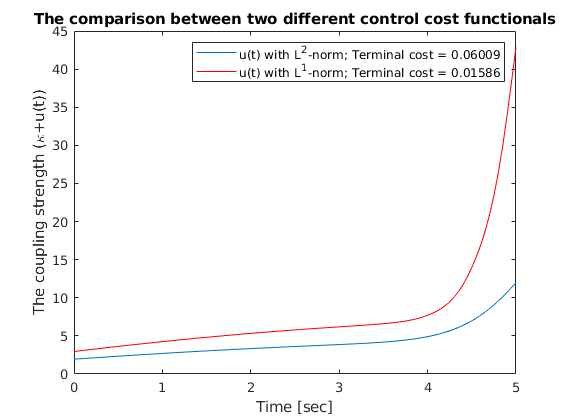 The comparison between two different control cost functionals
45
40
35
30
25
20
15
10
5
0
The coupling strength (κ+u(t))
u(t) with L²-norm; Terminal cost = 0.06009
u(t) with L¹-norm; Terminal cost = 0.01586
0 1 2 3 4 5
Time [sec]